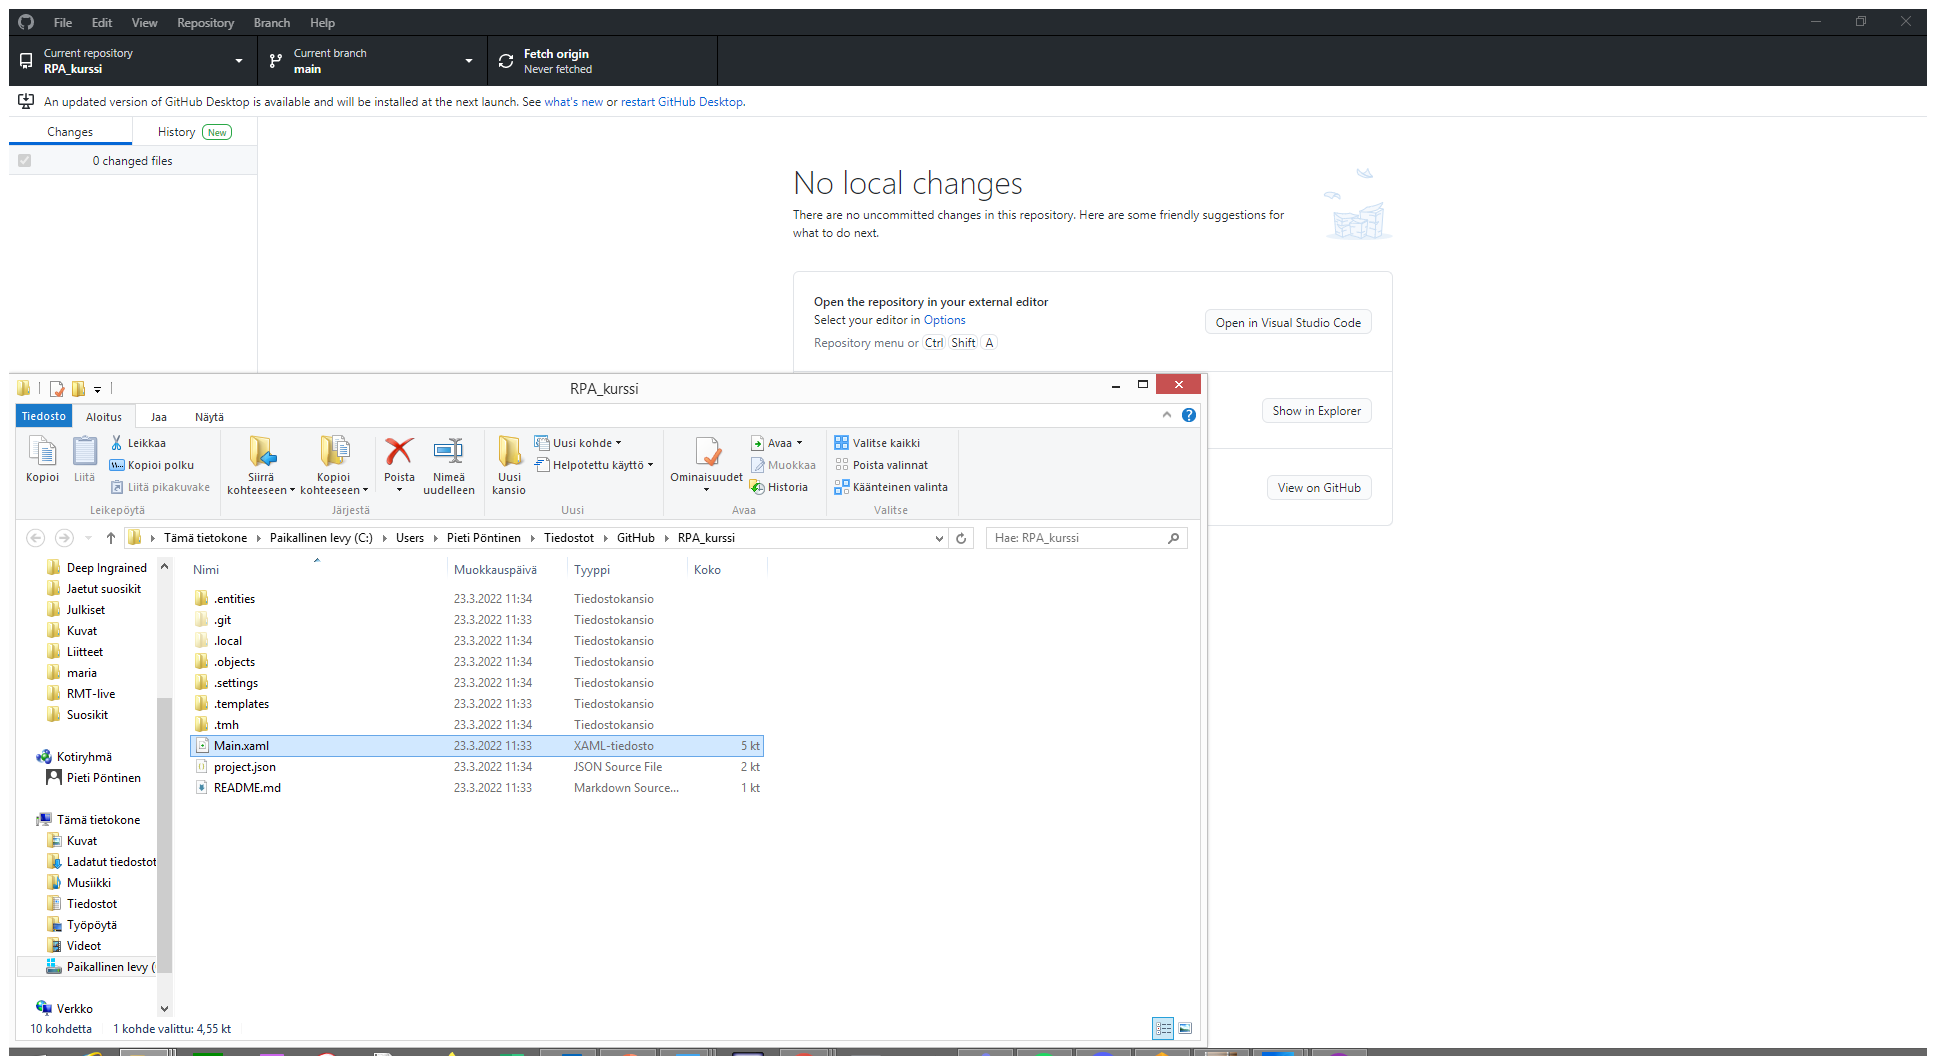 File Edit View Repository Branch Help
Current repository
RPA_kurssi
Current branch
main
Fetch origin
Never fetched
An updated version of GitHub Desktop is available and will be installed at the next launch. See what's new or restart GitHub Desktop.
Changes
History New
0 changed files
No local changes
There are no uncommitted changes in this repository. Here are some friendly suggestions for
what to do next.
Open the repository in your external editor
Select your editor in Options
Repository menu or Ctrl Shift A
Open in Visual Studio Code
Show in Explorer
View on GitHub
RPA_kurssi
Tiedosto Aloitus Jaa Näytä
Kopioi
Liitä
Leikkaa
Kopioi polku
Liitä pikakuvake
Leikepöytä
Siirrä
kohteeseen
Kopioi
kohteeseen
Poista
Nimeä
uudelleen
Järjestä
Uusi
kansio
Uusi kohde
Helpotettu käyttö
Uusi
Ominaisuudet
Avaa
Muokkaa
Historia
Avaa
Valitse kaikki
Poista valinnat
Käänteinen valinta
Valitse
Tämä tietokone Paikallinen levy (C:) Users Pieti Pöntinen Tiedostot GitHub RPA_kurssi
Hae: RPA_kurssi
Deep Ingrained
Jaetut suosikit
Julkiset
Kuvat
Liitteet
maria
RMT-live
Suosikit
Kotiryhmä
Pieti Pöntinen
Tämä tietokone
Kuvat
Ladatut tiedostot
Musiikki
Tiedostot
Työpöytä
Videot
Paikallinen levy (
Verkko
Nimi Muokkauspäivä Tyyppi Koko
.entities 23.3.2022 11:34 Tiedostokansio
.git 23.3.2022 11:33 Tiedostokansio
.local 23.3.2022 11:34 Tiedostokansio
.objects 23.3.2022 11:34 Tiedostokansio
.settings 23.3.2022 11:34 Tiedostokansio
.templates 23.3.2022 11:33 Tiedostokansio
.tmh 23.3.2022 11:34 Tiedostokansio
Main.xaml 23.3.2022 11:33 XAML-tiedosto 5 kt
project.json 23.3.2022 11:34 JSON Source File 2 kt
README.md 23.3.2022 11:33 Markdown Source... 1 kt
10 kohdetta 1 kohde valittu: 4,55 kt